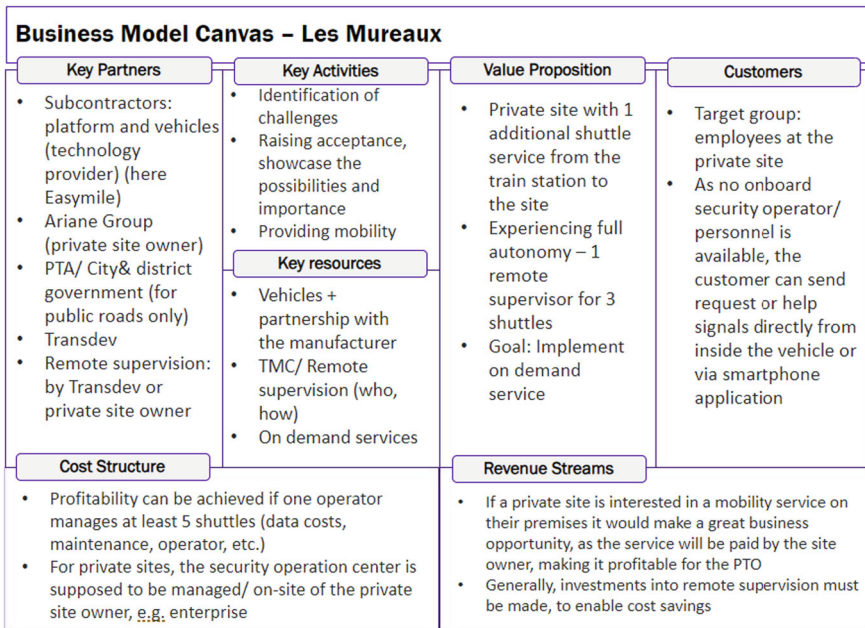 Business Model Canvas – Les Mureaux
Key Partners
• Subcontractors:
platform and vehicles
(technology
provider) (here
Easymile)
• Ariane Group
(private site owner)
• PTA/ City& district
government (for
public roads only)
• Transdev
• Remote supervision:
by Transdev or
private site owner
Key Activities
• Identification of
challenges
• Raising acceptance,
showcase the
possibilities and
importance
• Providing mobility
Key resources
• Vehicles +
partnership with
the manufacturer
• TMC/ Remote
supervision (who,
how)
• On demand services
Value Proposition
• Private site with 1
additional shuttle
service from the
train station to
the site
• Experiencing full
autonomy – 1
remote
supervisor for 3
shuttles
• Goal: Implement
on demand
service
Customers
• Target group:
employees at the
private site
• As no onboard
security operator/
personnel is
available, the
customer can send
request or help
signals directly from
inside the vehicle or
via smartphone
application
Cost Structure
• Profitability can be achieved if one operator
manages at least 5 shuttles (data costs,
maintenance, operator, etc.)
• For private sites, the security operation center is
supposed to be managed/ on-site of the private
site owner, e.g. enterprise
Revenue Streams
• If a private site is interested in a mobility service on
their premises it would make a great business
opportunity, as the service will be paid by the site
owner, making it profitable for the PTO
• Generally, investments into remote supervision must
be made, to enable cost savings